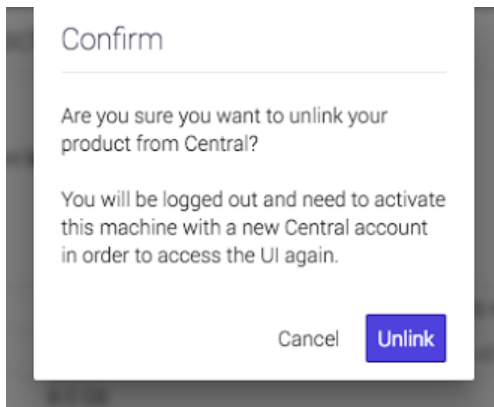 Confirm
Are you sure you want to unlink your
product from Central?
You will be logged out and need to activate
this machine with a new Central account
in order to access the UI again.
Cancel
Unlink